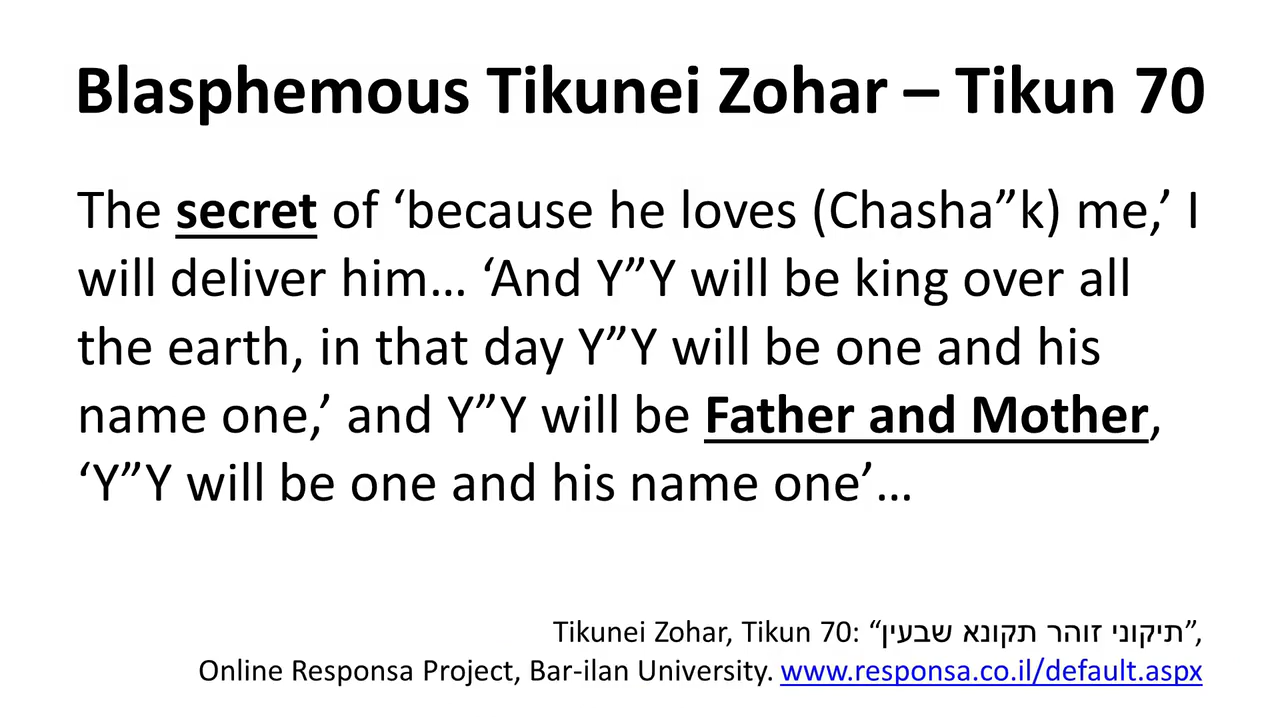 Blasphemous Tikunei Zohar – Tikun 70
The secret of ‘because he loves (Chasha”k) me,’ I
will deliver him… ‘And Y”Y will be king over all
the earth, in that day Y”Y will be one and his
name one,’ and Y”Y will be Father and Mother,
‘Y”Y will be one and his name one’…
Tikunei Zohar, Tikun 70: “תיקוני זוהר תקונא שבעין”,
Online Responsa Project, Bar-ilan University. www.responsa.co.il/default.aspx